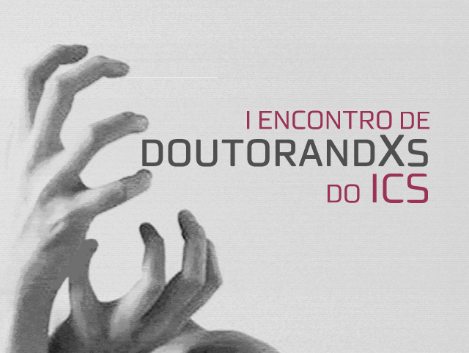 I ENCONTRO DE
DOUTORANDXS
DO ICS